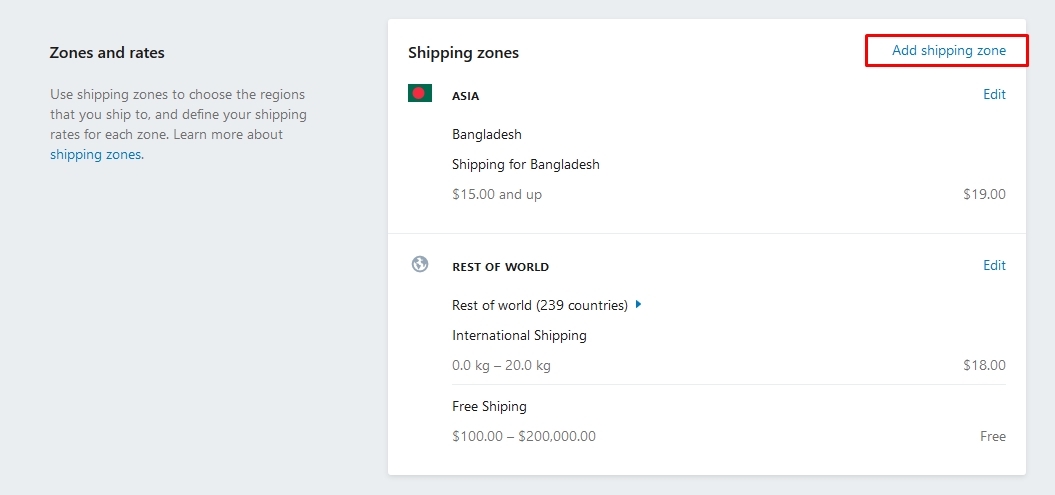 Zones and rates
Use shipping zones to choose the regions
that you ship to, and define your shipping
rates for each zone. Learn more about
shipping zones.
Shipping zones
Add shipping zone
ASIA
Edit
Bangladesh
Shipping for Bangladesh
$15.00 and up
$19.00
REST OF WORLD
Edit
Rest of world (239 countries)
International Shipping
0.0 kg – 20.0 kg
$18.00
Free Shiping
$100.00 – $200,000.00
Free